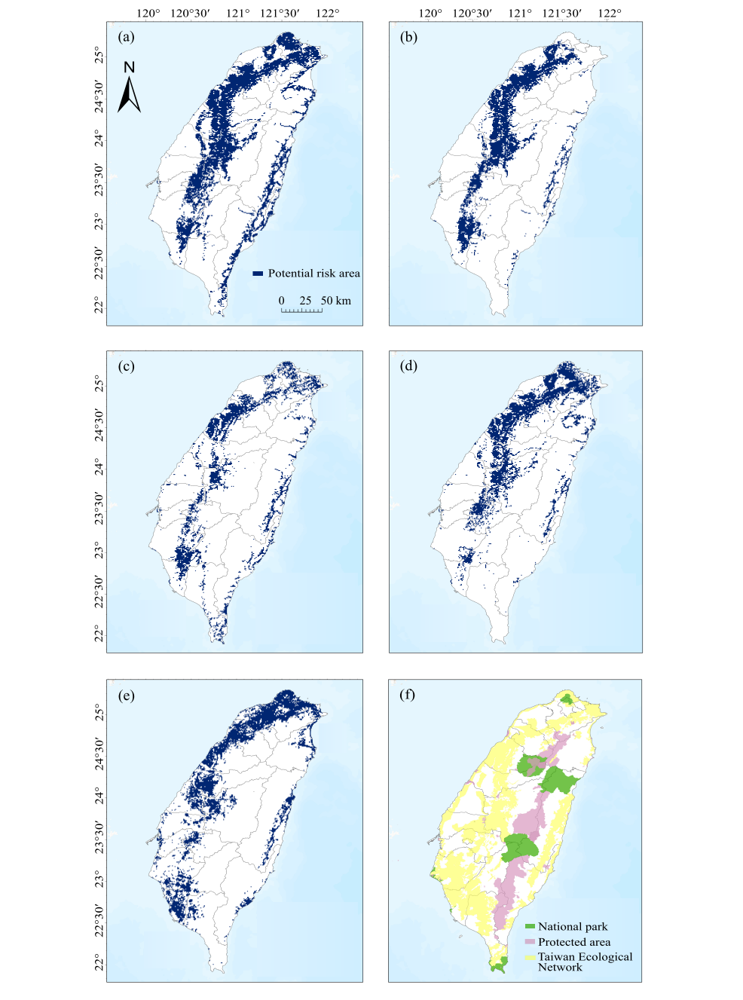 120° 120°30′ 121° 121°30′ 122°
120° 120°30′ 121° 121°30′ 122°
(a)
(b)
N
25°
24°30′
24°
23°30′
23°
22°30′
22°
Potential risk area
0 25 50 km
(c)
(d)
25°
24°30′
24°
23°30′
23°
22°30′
22°
(e)
(f)
25°
24°30′
24°
23°30′
23°
22°30′
22°
National park
Protected area
Taiwan Ecological
Network